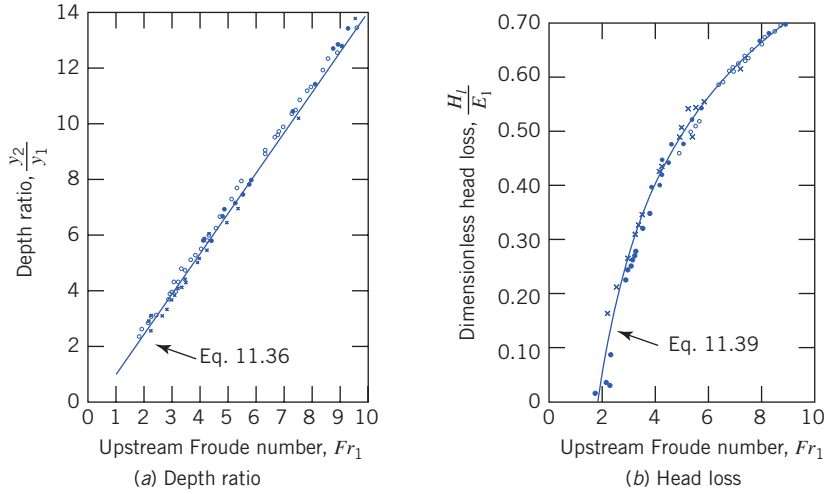 14
12
10
8
6
4
2
0
Depth ratio, y2/y1
Eq. 11.36
0 1 2 3 4 5 6 7 8 9 10
Upstream Froude number, Fr1
(a) Depth ratio
0.70
0.60
0.50
0.40
0.30
0.20
0.10
0
Dimensionless head loss, Hl/E1
Eq. 11.39
0 2 4 6 8 10
Upstream Froude number, Fr1
(b) Head loss